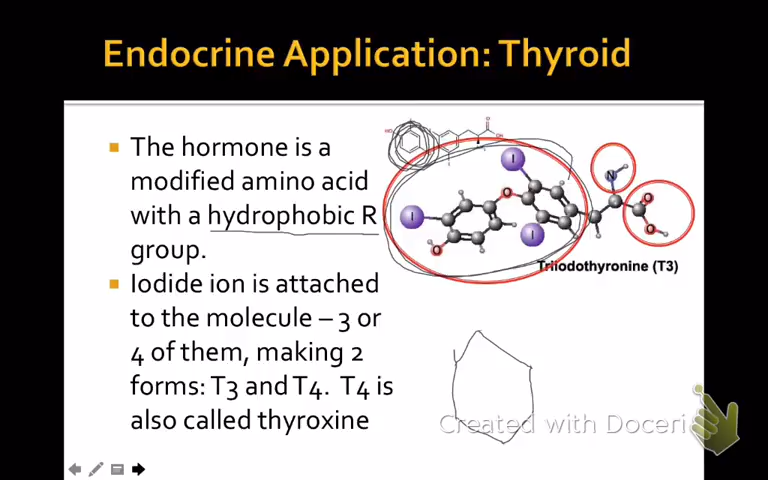 Endocrine Application: Thyroid
The hormone is a
modified amino acid
with a hydrophobic R
group.
Iodide ion is attached
to the molecule – 3 or
4 of them, making 2
forms: T3 and T4. T4 is
also called thyroxine
I
N
O
O
I
I
O
O
Triiodothyronine (T3)
Created with Doceri